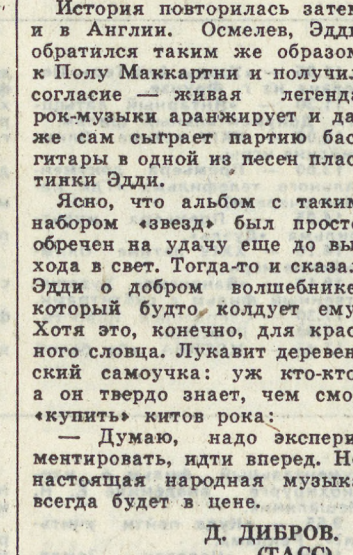 История повторилась затем
и в Англии. Осмелев, Эдди
обратился таким же образом
к Полу Маккартни и получил
согласие — живая легенда
рок-музыки аранжирует и да
же сам сыграет партию бас
гитары в одной из песен плас
тинки Эдди.
Ясно, что альбом с таким
набором «звезд» был просто
обречен на удачу еще до вы
хода в свет. Тогда-то и сказал
Эдди о добром волшебнике
который будто колдует ему
Хотя это, конечно, для крас
ного словца. Лукавит деревен
ский самоучка: уж кто-кто
а он твердо знает, чем смо
«купить» китов рока:
— Думаю, надо экспери
ментировать, идти вперед. Но
настоящая народная музыка
всегда будет в цене.
Д. ДИБРОВ.
(ТАСС)